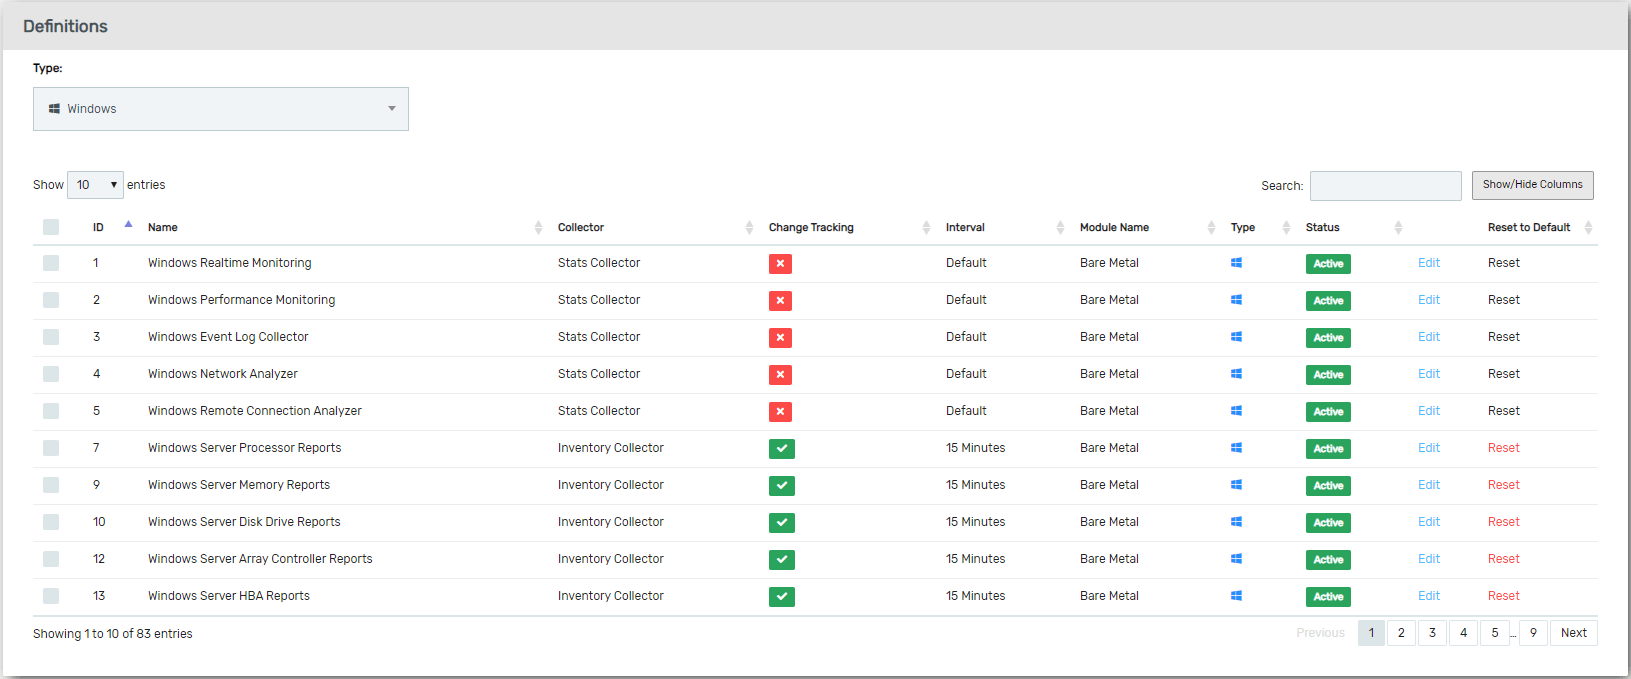 Definitions
Type:
Windows
Show 10 entries Search: Show/Hide Columns
ID Name Collector Change Tracking Interval Module Name Type Status Reset to Default
1 Windows Realtime Monitoring Stats Collector Default Bare Metal Active Edit Reset
2 Windows Performance Monitoring Stats Collector Default Bare Metal Active Edit Reset
3 Windows Event Log Collector Stats Collector Default Bare Metal Active Edit Reset
4 Windows Network Analyzer Stats Collector Default Bare Metal Active Edit Reset
5 Windows Remote Connection Analyzer Stats Collector Default Bare Metal Active Edit Reset
7 Windows Server Processor Reports Inventory Collector 15 Minutes Bare Metal Active Edit Reset
9 Windows Server Memory Reports Inventory Collector 15 Minutes Bare Metal Active Edit Reset
10 Windows Server Disk Drive Reports Inventory Collector 15 Minutes Bare Metal Active Edit Reset
12 Windows Server Array Controller Reports Inventory Collector 15 Minutes Bare Metal Active Edit Reset
13 Windows Server HBA Reports Inventory Collector 15 Minutes Bare Metal Active Edit Reset
Showing 1 to 10 of 83 entries Previous 1 2 3 4 5 … 9 Next